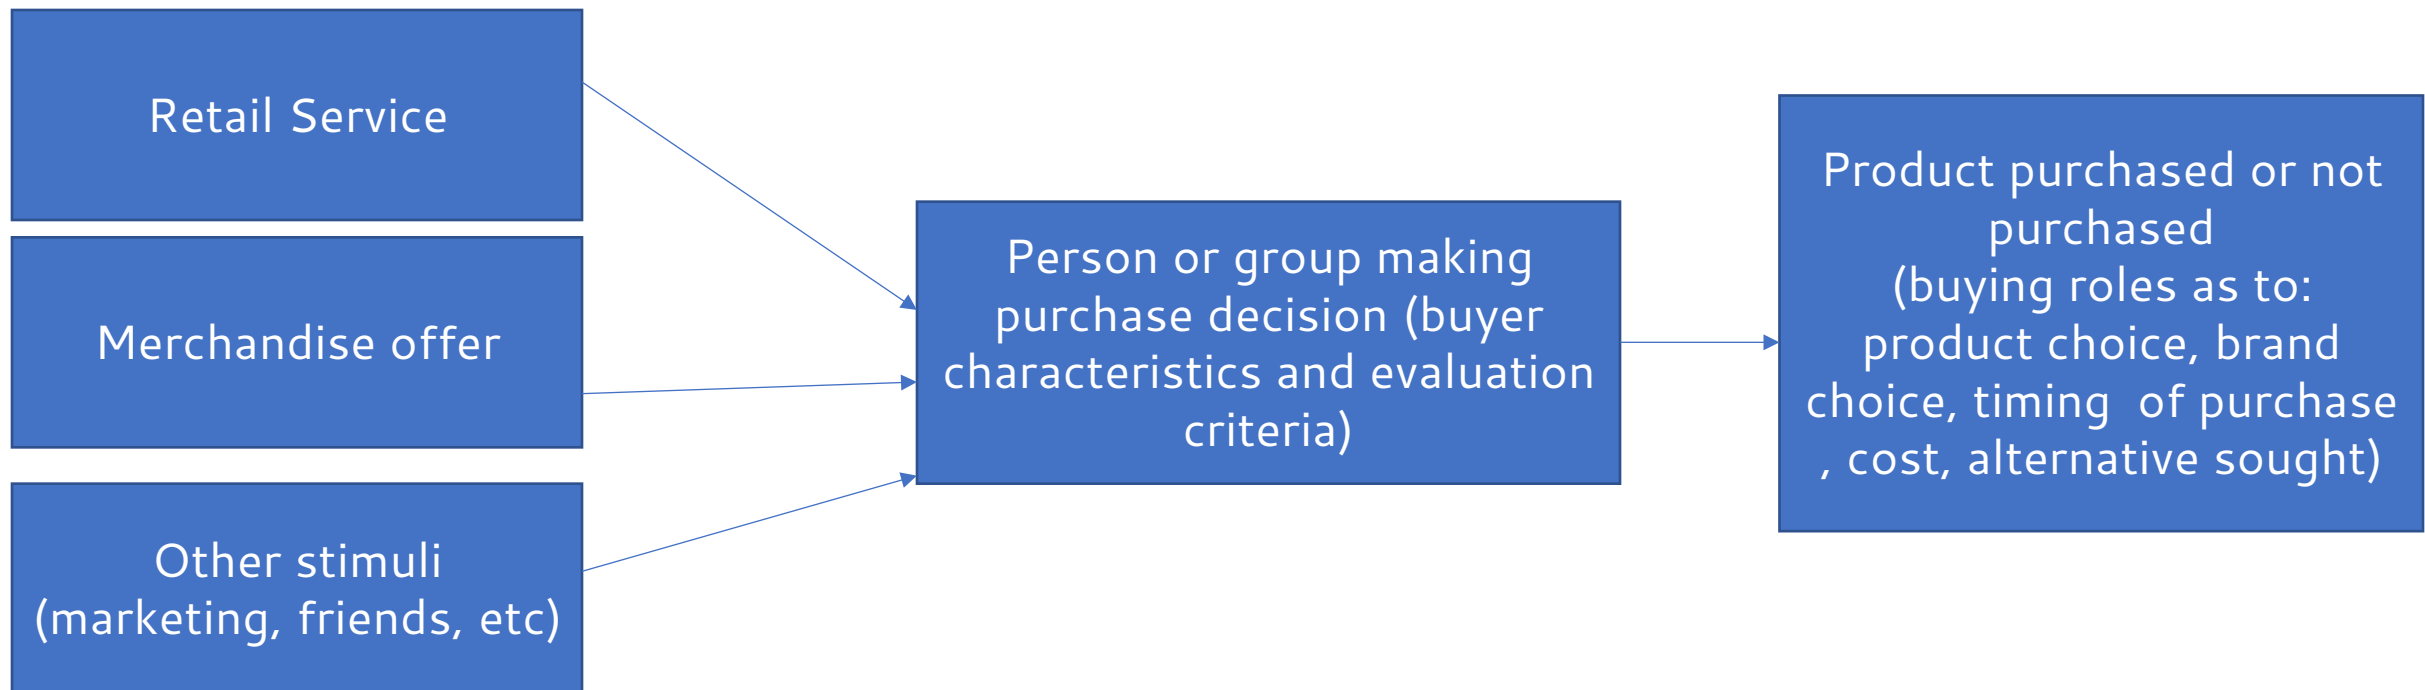 Retail Service
Merchandise offer
Other stimuli
(marketing, friends, etc)
Person or group making
purchase decision (buyer
characteristics and evaluation
criteria)
Product purchased or not
purchased
(buying roles as to:
product choice, brand
choice, timing  of purchase
, cost, alternative sought)